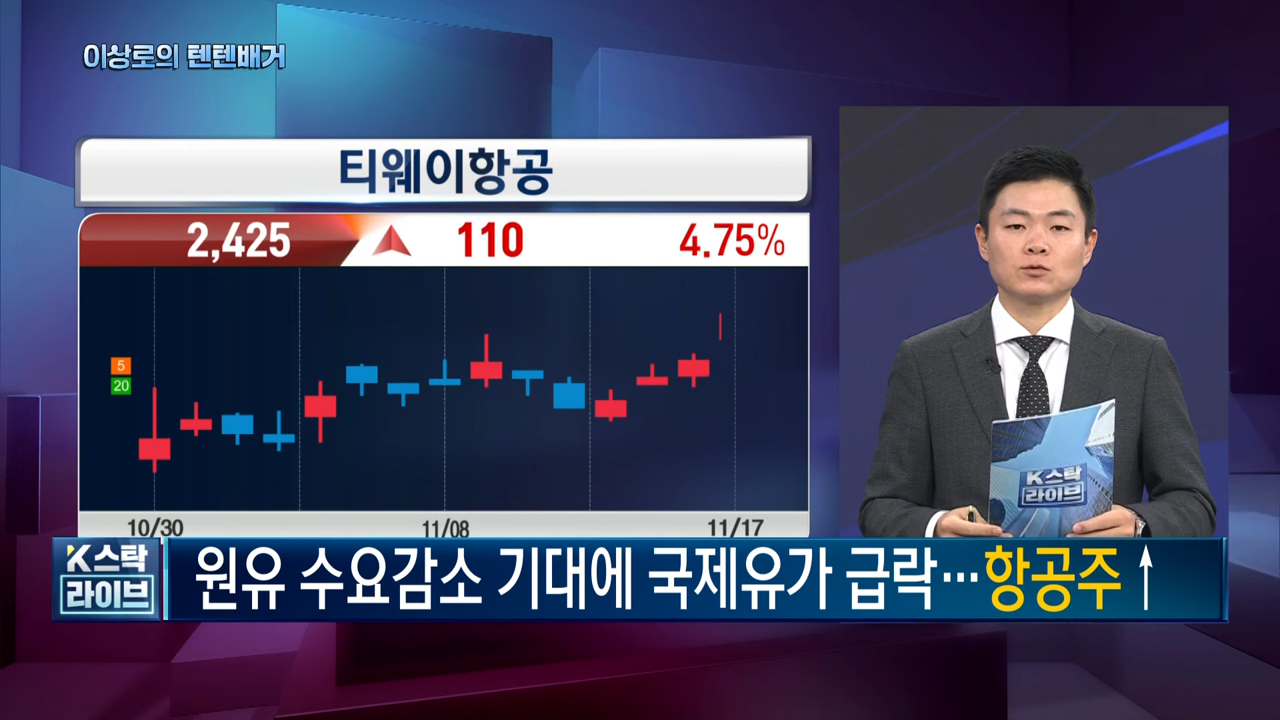 이상로의 텐텐배거
티웨이항공
2,425 110 4.75%
5
20
10/30 11/08 11/17
K스탁
라이브
K스탁
라이브
원유 수요감소 기대에 국제유가 급락…항공주↑